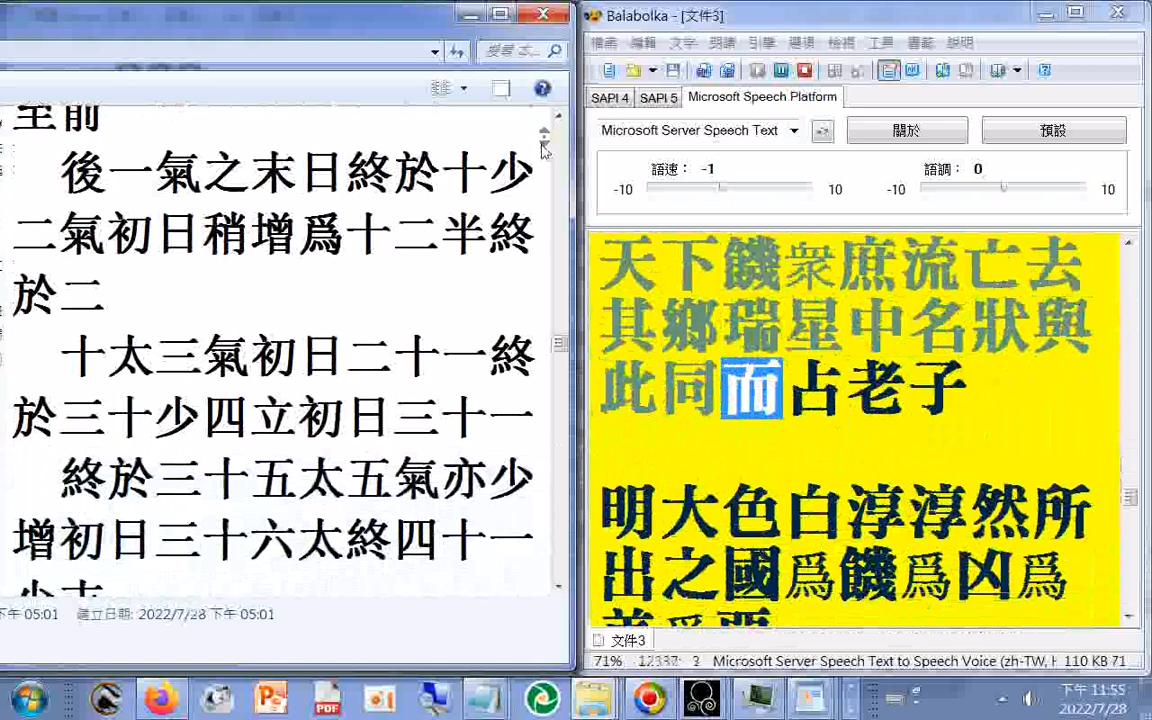 搜尋 本...
至前
後一氣之末日終於十少
二氣初日稍增爲十二半終
於二
十太三氣初日二十一終
於三十少四立初日三十一
終於三十五太五氣亦少
增初日三十六太終四十一
下午 05:01 建立日期: 2022/7/28 下午 05:01
Balabolka - [文件3]
檔案 編輯 文字 朗讀 引擎 選項 檢視 工具 書籤 說明
SAPI 4 SAPI 5 Microsoft Speech Platform
Microsoft Server Speech Text
關於 預設
語速： -1 語調： 0
-10 10 -10 10
天下饑衆庶流亡去
其鄉瑞星中名狀與
此同而占老子
明大色白淳淳然所
出之國爲饑爲凶爲
文件3
71% Microsoft Server Speech Text to Speech Voice (zh-TW, 110 KB 71
PDF
下午 11:55
2022/7/28